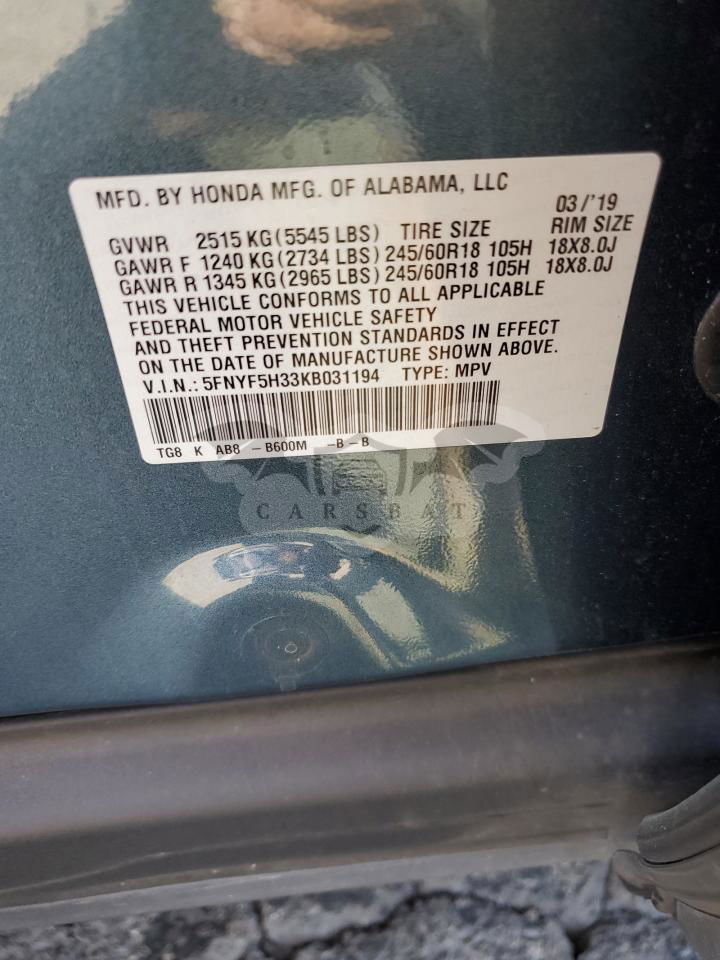 MFD. BY HONDA MFG. OF ALABAMA, LLC 03/'19
GVWR 2515 KG (5545 LBS) TIRE SIZE RIM SIZE
GAWR F 1240 KG (2734 LBS) 245/60R18 105H 18X8.0J
GAWR R 1345 KG (2965 LBS) 245/60R18 105H 18X8.0J
THIS VEHICLE CONFORMS TO ALL APPLICABLE
FEDERAL MOTOR VEHICLE SAFETY
AND THEFT PREVENTION STANDARDS IN EFFECT
ON THE DATE OF MANUFACTURE SHOWN ABOVE.
V.I.N.: 5FNYF5H33KB031194 TYPE: MPV
TG8 K AB8 -B600M -B-B
CARSBAT